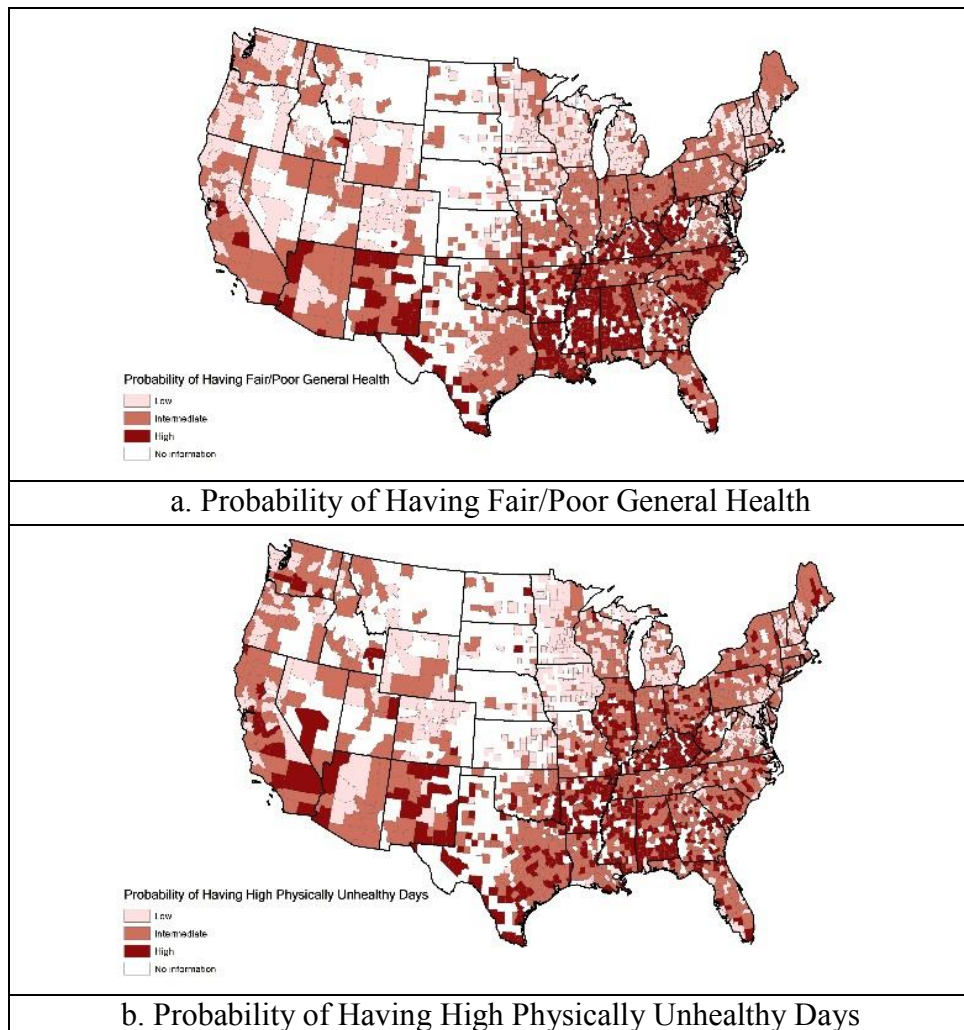 Probability of Having Fair/Poor General Health
Low
Intermediate
High
No information
a. Probability of Having Fair/Poor General Health
Probability of Having High Physically Unhealthy Days
Low
Intermediate
High
No information
b. Probability of Having High Physically Unhealthy Days